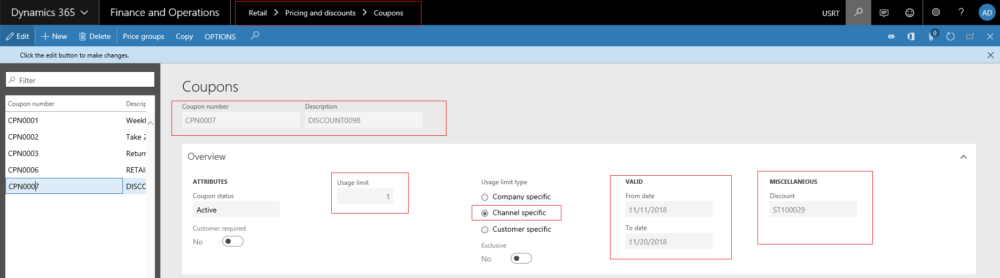 Dynamics 365
Finance and Operations
Retail > Pricing and discounts > Coupons
USRT
?
AD
Edit
New
Delete
Price groups
Copy
OPTIONS
0
Click the edit button to make changes.
Filter
Coupon number Descrip
CPN0001 Weekl
CPN0002 Take 2
CPN0003 Return
CPN0006 RETAI
CPN0007 DISCO
Coupons
Coupon number
CPN0007
Description
DISCOUNT0098
Overview
ATTRIBUTES
Coupon status
Active
Customer required
No
Usage limit
1
Usage limit type
Company specific
Channel specific
Customer specific
Exclusive
No
VALID
From date
11/11/2018
To date
11/20/2018
MISCELLANEOUS
Discount
ST100029